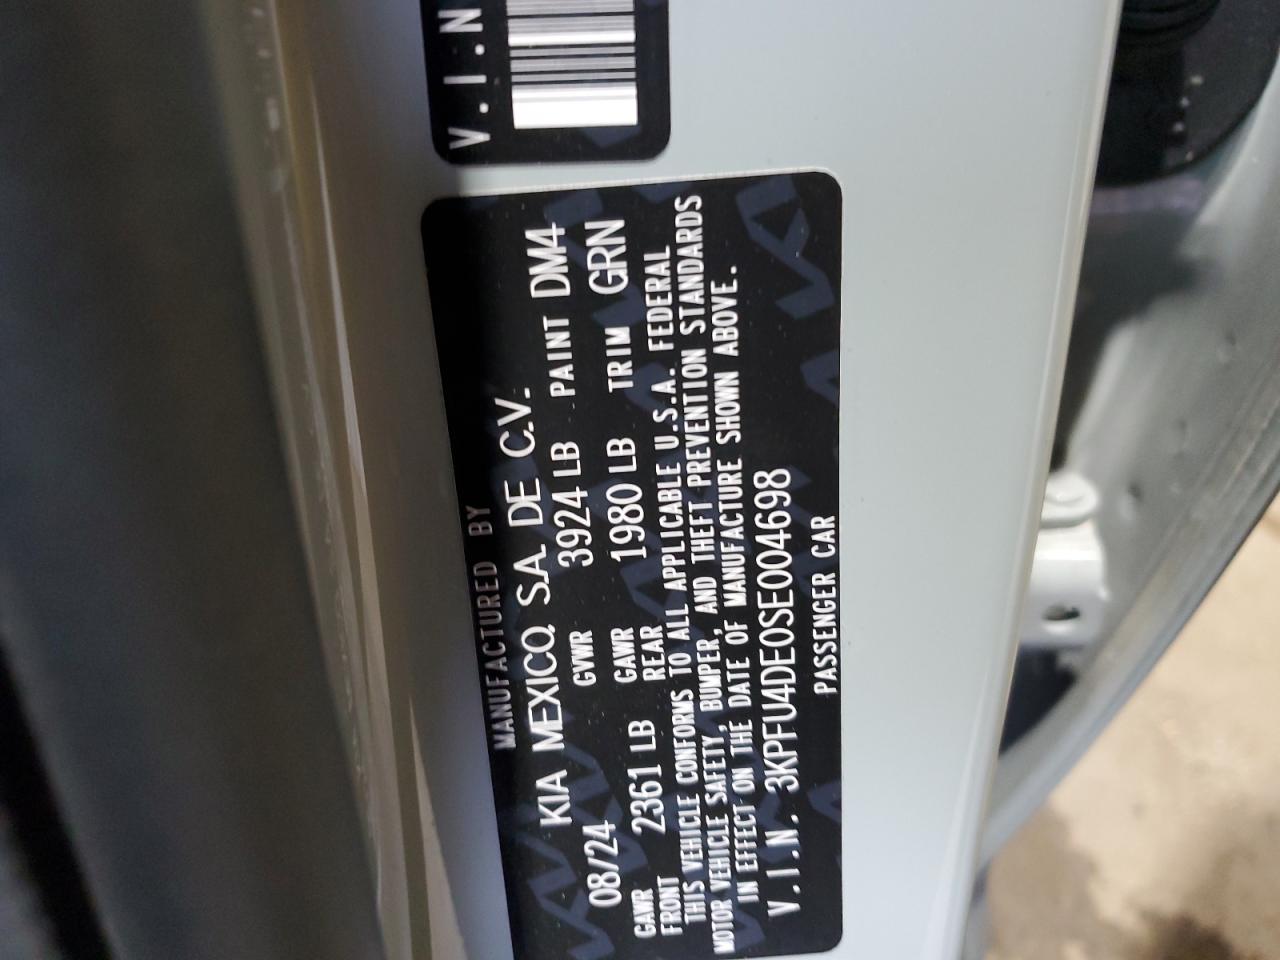 V.I.N
MANUFACTURED BY
KIA MEXICO, S.A. DE C.V.
08/24 GVWR 3924 LB PAINT DM4
GAWR FRONT 2361 LB GAWR REAR 1980 LB TRIM GRN
THIS VEHICLE CONFORMS TO ALL APPLICABLE U.S.A. FEDERAL
MOTOR VEHICLE SAFETY, BUMPER, AND THEFT PREVENTION STANDARDS
IN EFFECT ON THE DATE OF MANUFACTURE SHOWN ABOVE.
V.I.N. 3KPFU4DE0SE004698
PASSENGER CAR